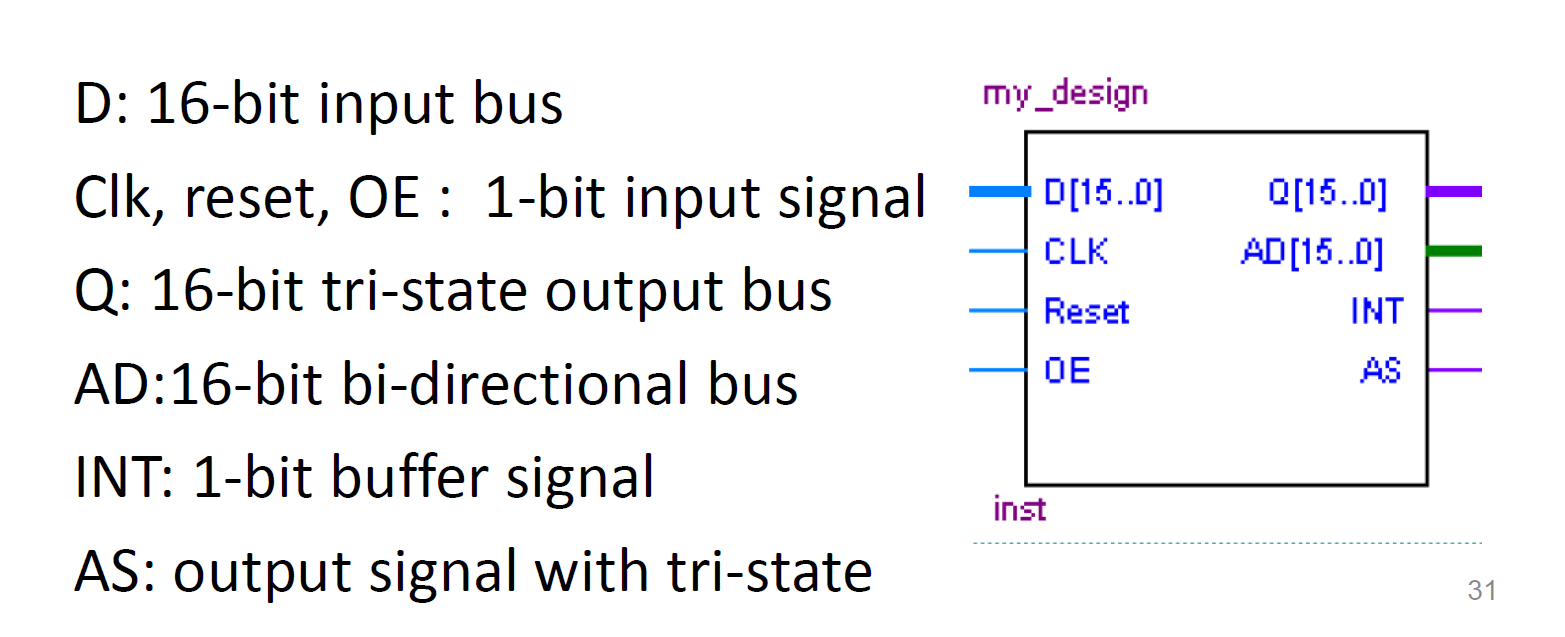 D: 16-bit input bus
Clk, reset, OE :  1-bit input signal
Q: 16-bit tri-state output bus
AD:16-bit bi-directional bus
INT: 1-bit buffer signal
AS: output signal with tri-state
my_design
D[15..0] Q[15..0]
CLK AD[15..0]
Reset INT
OE AS
inst
31